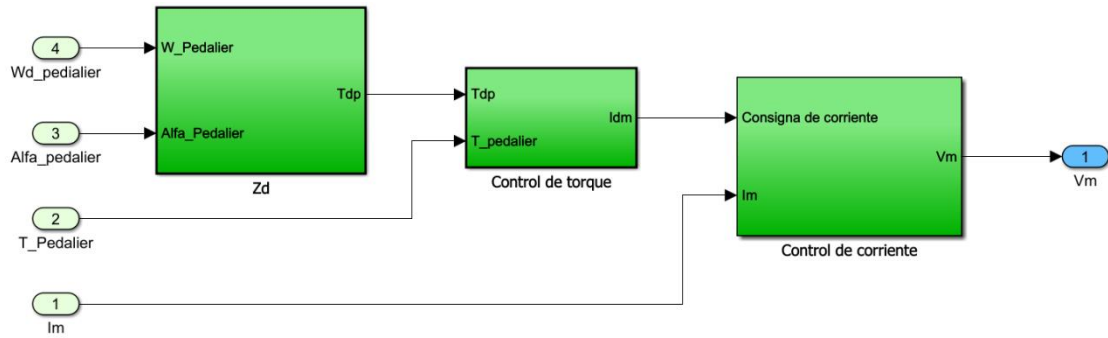 4
Wd_pedialier
3
Alfa_pedalier
W_Pedalier
Alfa_Pedalier
Tdp
Zd
2
T_Pedalier
Tdp
T_pedalier
Idm
Control de torque
1
Im
Consigna de corriente
Im
Vm
Control de corriente
1
Vm